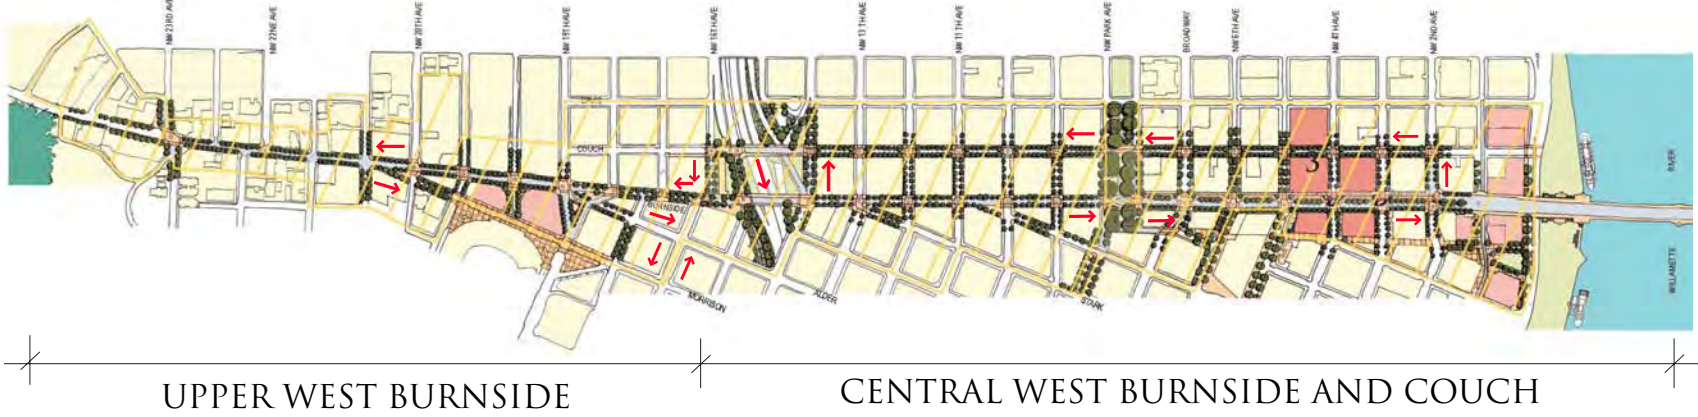 NW 23RD AVE
NW 22NE AVE
NW 20TH AVE
NW 19TH AVE
NW 16TH AVE
NW 13 TH AVE
NW 11 TH AVE
NW PARK AVE
BROADWAY
NW 6TH AVE
NW 4TH AVE
NW 2ND AVE
COUCH
BURNSIDE
3
RIVER
WILLAMETTE
MORRISON
ALDER
STARK
UPPER WEST BURNSIDE
CENTRAL WEST BURNSIDE AND COUCH